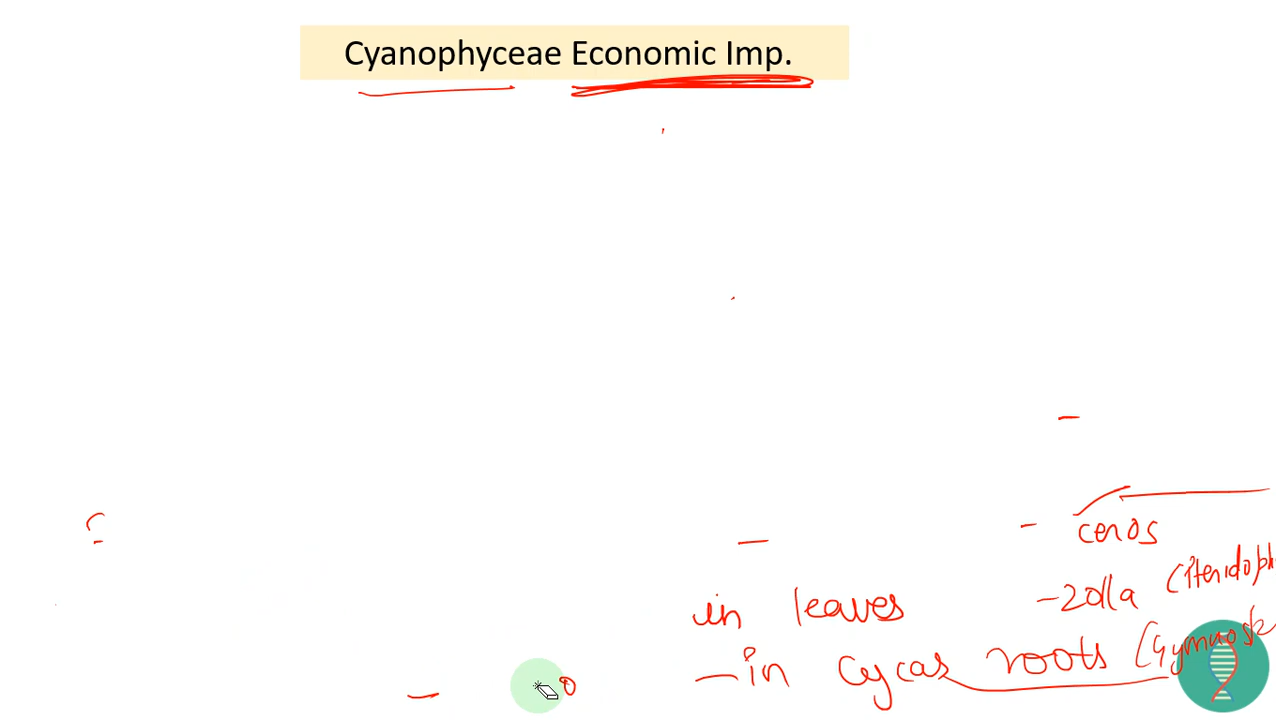 Cyanophyceae Economic Imp.
- ceros
in leaves - zolla (Pteridoph
- in Cycas roots (Gymnosp